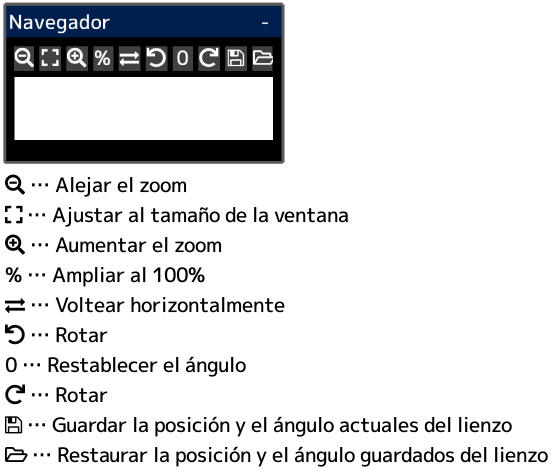 Navegador -
% 0
… Alejar el zoom
… Ajustar al tamaño de la ventana
… Aumentar el zoom
% … Ampliar al 100%
… Voltear horizontalmente
… Rotar
0 … Restablecer el ángulo
… Rotar
… Guardar la posición y el ángulo actuales del lienzo
… Restaurar la posición y el ángulo guardados del lienzo